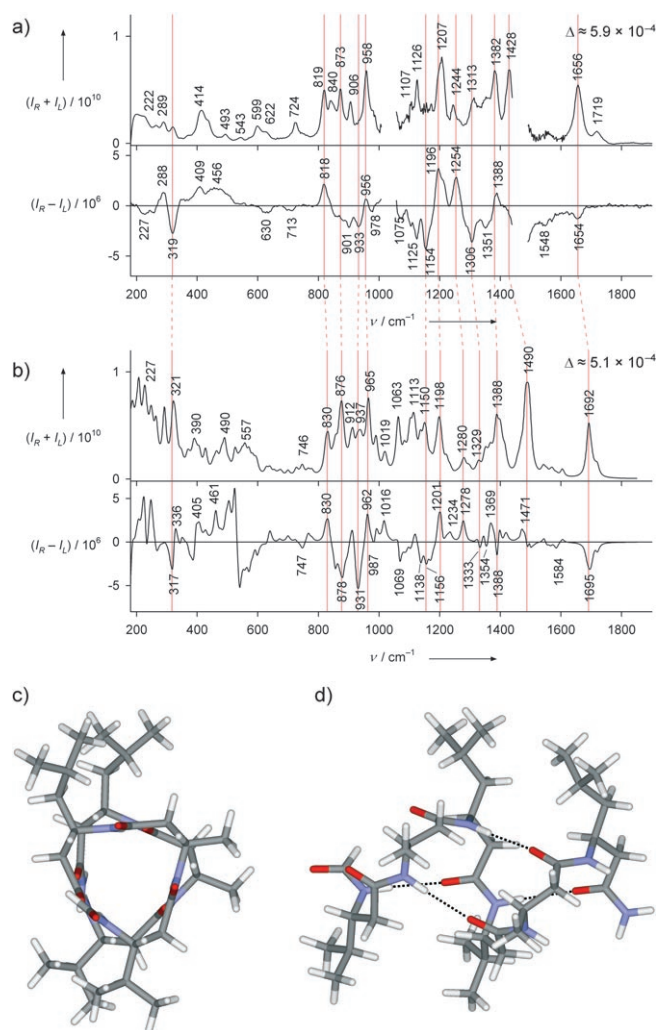 a)
Δ ≈ 5.9 × 10⁻⁴
(I_R + I_L) / 10¹⁰
1
0
222 289 414 493 543 599 622 724 819 840 873 906 958 1107 1126 1207 1244 1313 1382 1428 1656 1719
(I_R − I_L) / 10⁶
5
0
-5
288 409 456 818 956 1196 1254 1388
227 319 630 713 901 933 978 1075 1125 1154 1306 1351 1548 1654
200 400 600 800 1000 1200 1400 1600 1800
ν / cm⁻¹
b)
Δ ≈ 5.1 × 10⁻⁴
(I_R + I_L) / 10¹⁰
1
0
227 321 390 490 557 746 830 876 912 937 965 1019 1063 1113 1150 1198 1280 1329 1388 1490 1692
(I_R − I_L) / 10⁶
5
0
-5
336 405 461 830 962 1016 1201 1234 1278 1369 1471
317 747 878 931 987 1069 1138 1156 1333 1354 1388 1584 1695
200 400 600 800 1000 1200 1400 1600 1800
ν / cm⁻¹
c)
d)